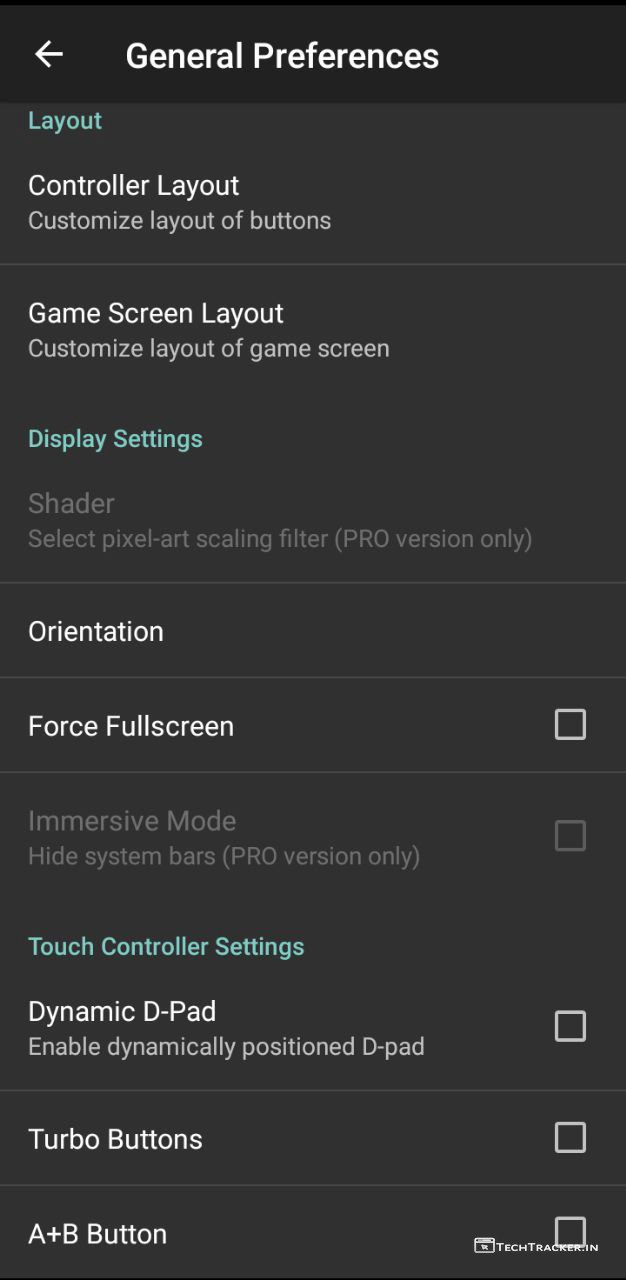 General Preferences
Layout
Controller Layout
Customize layout of buttons
Game Screen Layout
Customize layout of game screen
Display Settings
Shader
Select pixel-art scaling filter (PRO version only)
Orientation
Force Fullscreen
Immersive Mode
Hide system bars (PRO version only)
Touch Controller Settings
Dynamic D-Pad
Enable dynamically positioned D-pad
Turbo Buttons
A+B Button
TechTracker.in